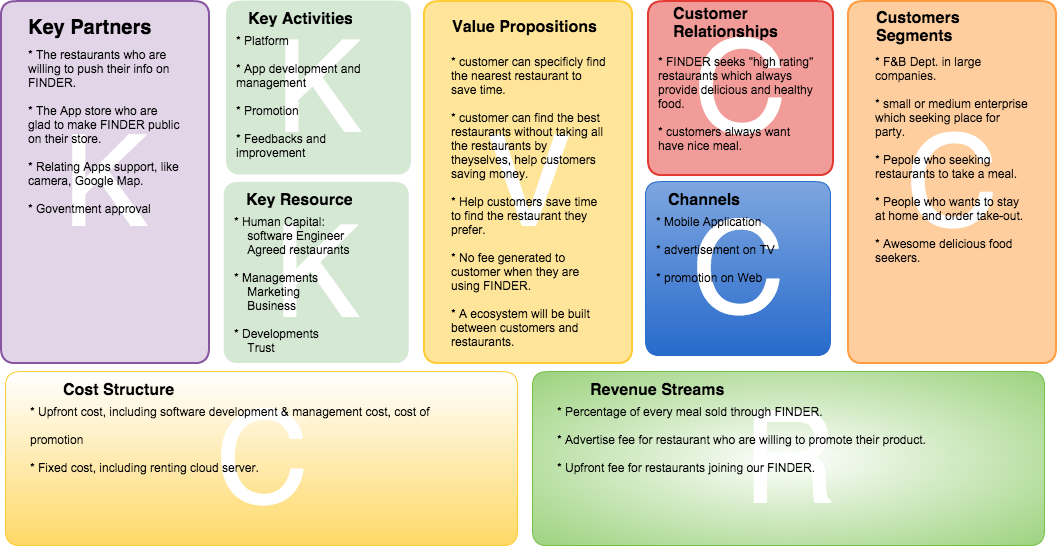 Key Partners
* The restaurants who are
willing to push their info on
FINDER.
* The App store who are
glad to make FINDER public
on their store.
* Relating Apps support, like
camera, Google Map.
* Goventment approval
K
Key Activities
* Platform
* App development and
management
* Promotion
* Feedbacks and
improvement
K
Key Resource
* Human Capital:
software Engineer
Agreed restaurants
* Managements
Marketing
Business
* Developments
Trust
K
Value Propositions
* customer can specificly find
the nearest restaurant to
save time.
* customer can find the best
restaurants without taking all
the restaurants by
theyselves, help customers
saving money.
* Help customers save time
to find the restaurant they
prefer.
* No fee generated to
customer when they are
using FINDER.
* A ecosystem will be built
between customers and
restaurants.
V
Customer
Relationships
* FINDER seeks "high rating"
restaurants which always
provide delicious and healthy
food.
* customers always want
have nice meal.
C
Channels
* Mobile Application
* advertisement on TV
* promotion on Web
C
Customers
Segments
* F&B Dept. in large
companies.
* small or medium enterprise
which seeking place for
party.
* Pepole who seeking
restaurants to take a meal.
* People who wants to stay
at home and order take-out.
* Awesome delicious food
seekers.
C
Cost Structure
* Upfront cost, including software development & management cost, cost of
promotion
* Fixed cost, including renting cloud server.
C
Revenue Streams
* Percentage of every meal sold through FINDER.
* Advertise fee for restaurant who are willing to promote their product.
* Upfront fee for restaurants joining our FINDER.
R